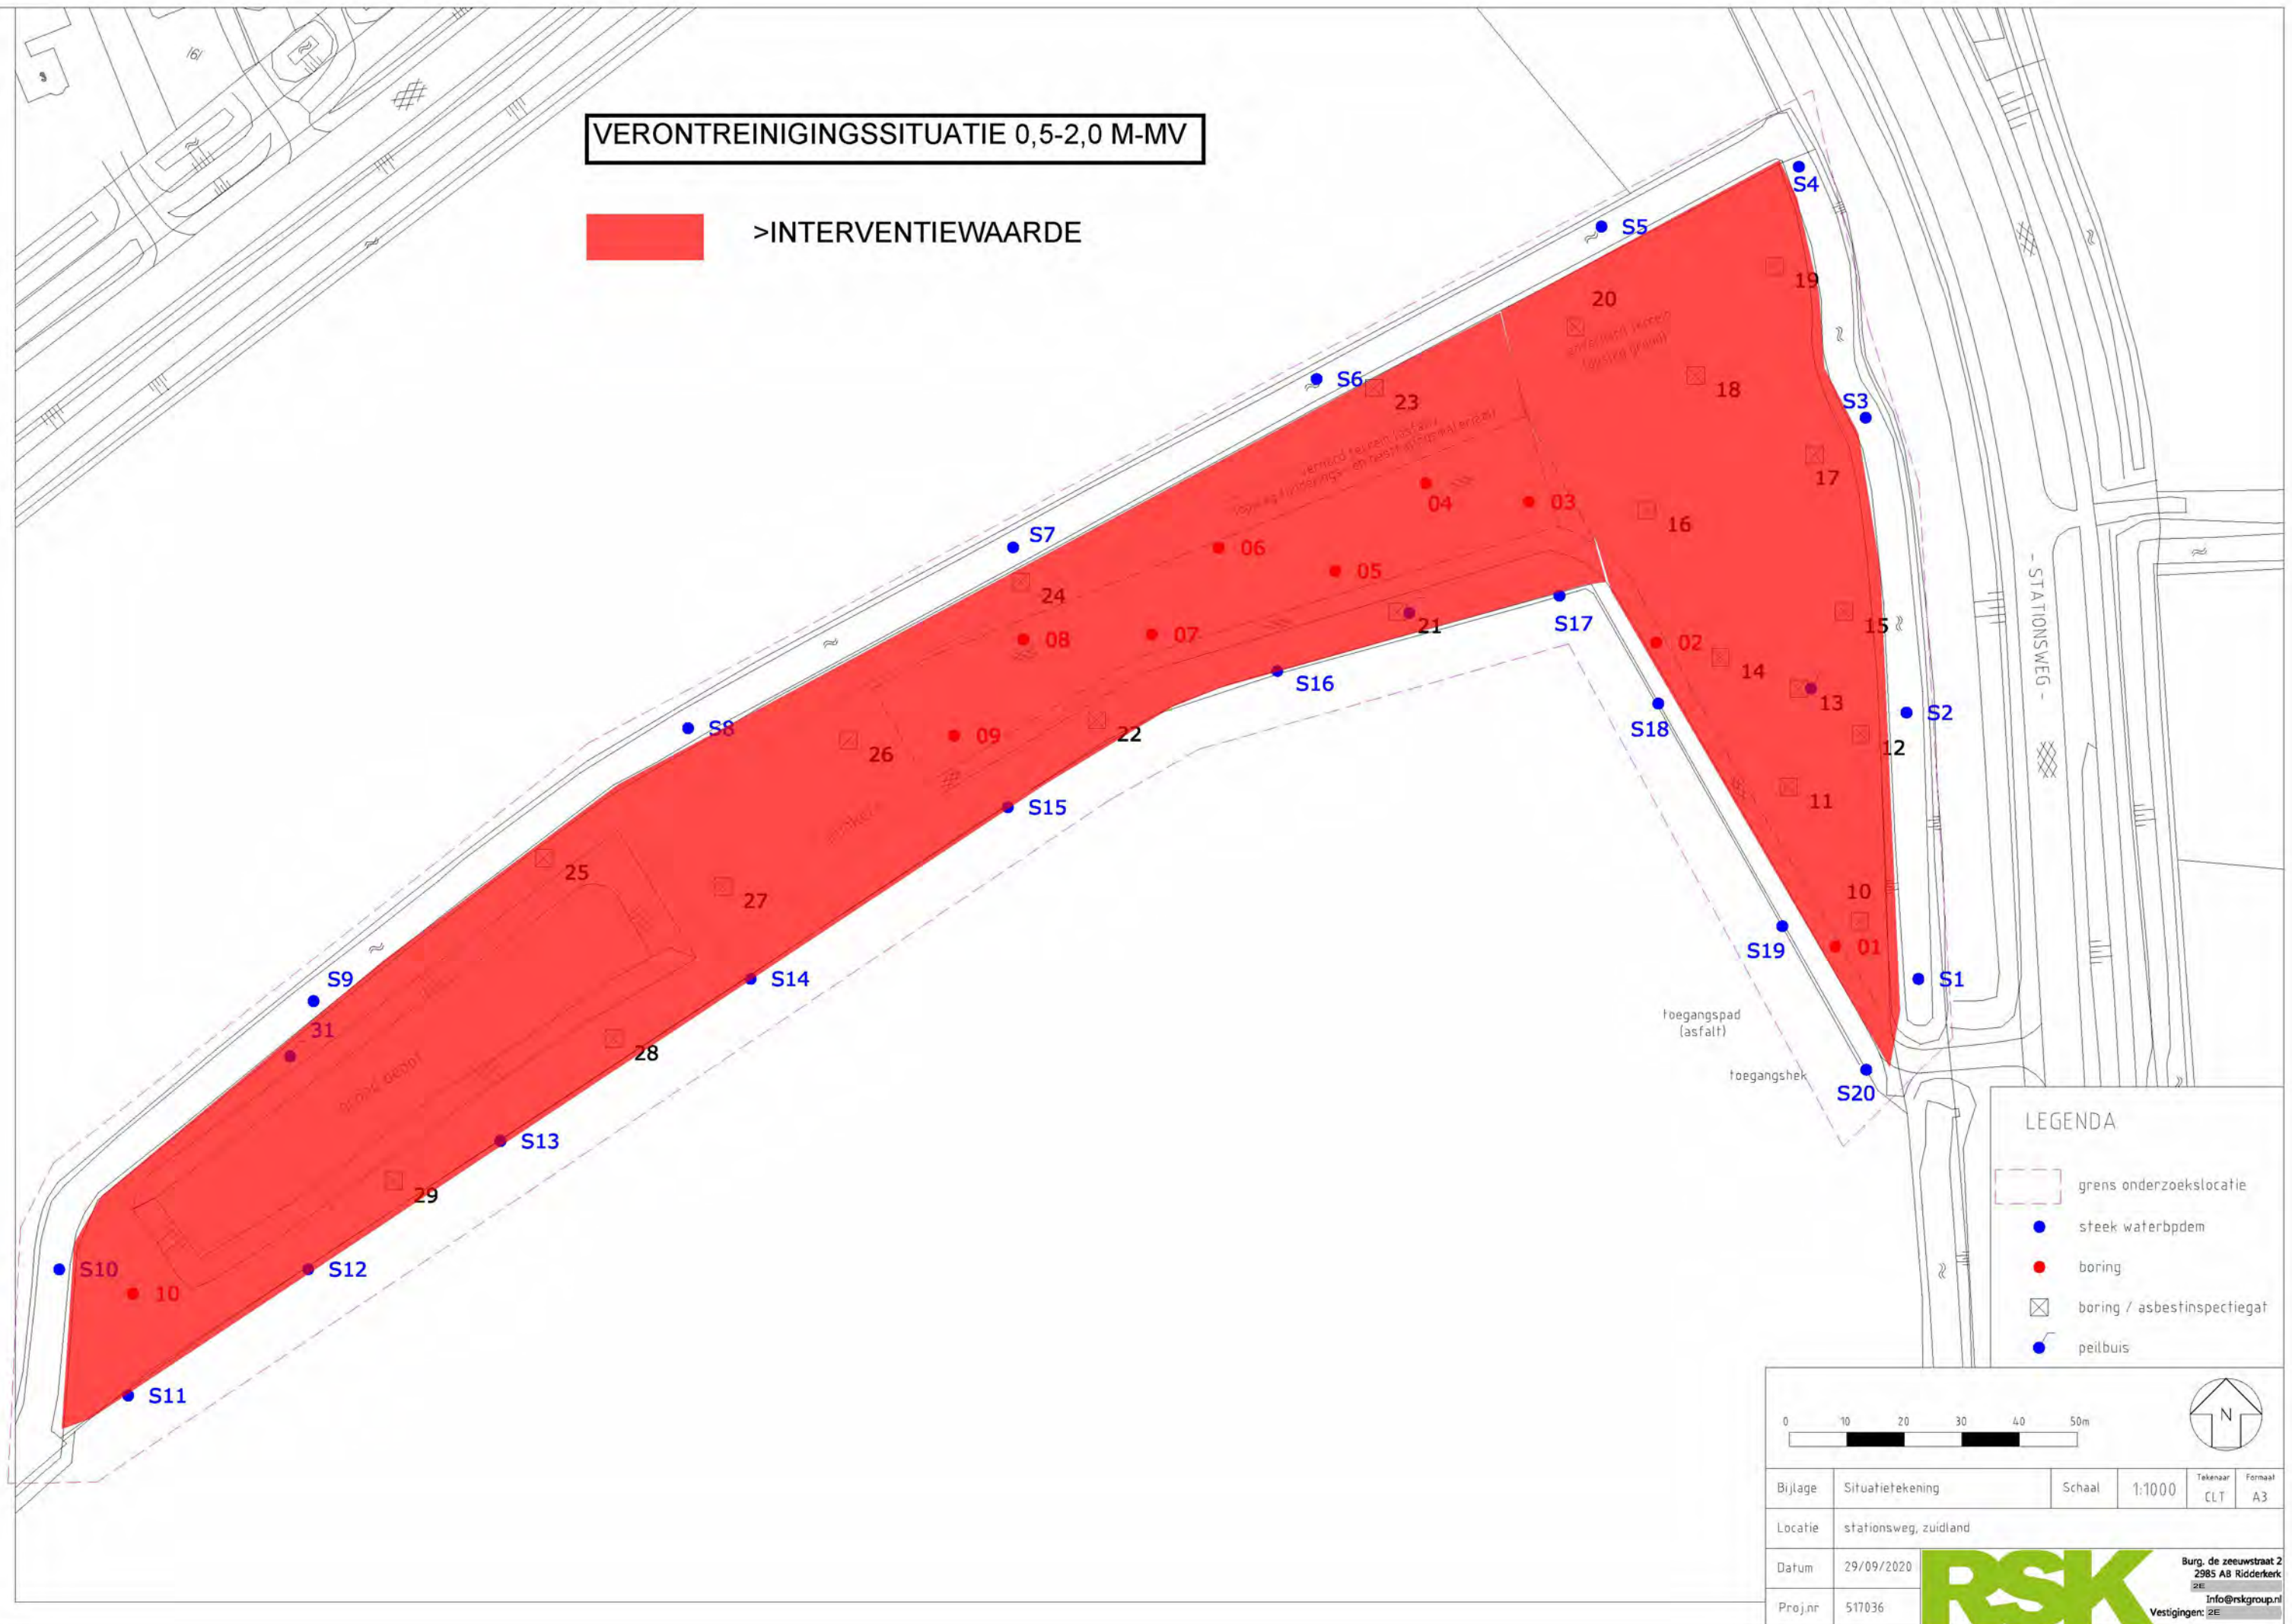 VERONTREINIGINGSSITUATIE 0,5-2,0 M-MV
>INTERVENTIEWAARDE
S4
S5
19
20
S6
23
18
S3
17
04
03
16
S7
06
05
24
21
S17
15
08
07
02
14
S16
13
S8
S18
S2
26
09
22
12
S15
11
25
27
10
S19
01
S9
S14
S1
31
toegangspad
(asfalt)
28
toegangshek
S20
S13
29
S10
S12
10
S11
- STATIONSWEG -
LEGENDA
grens onderzoekslocatie
steek waterbpdem
boring
boring / asbestinspectiegat
peilbuis
0 10 20 30 40 50m
N
Bijlage Situatietekening Schaal 1:1000 Tekenaar CLT Formaat A3
Locatie stationsweg, zuidland
Datum 29/09/2020
Proj.nr 517036
RSK
Burg. de zeeuwstraat 2
2985 AB Ridderkerk
2E
Info@rskgroup.nl
Vestigingen: 2E